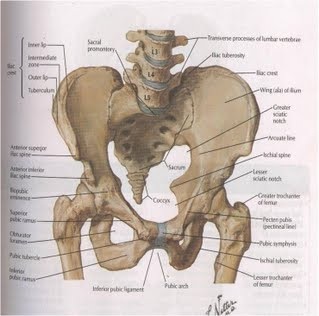 Inner lip
Intermediate
zone
Outer lip
Tuberculum
Iliac
crest
Sacral
promontory
L3
L4
L5
Transverse processes of lumbar vertebrae
Iliac tuberosity
Iliac crest
Wing (ala) of ilium
Greater
sciatic
notch
Arcuate line
Ischial spine
Lesser
sciatic
notch
Greater trochanter
of femur
Pecten pubis
(pectineal line)
Pubic symphysis
Ischial tuberosity
Lesser trochanter
of femur
Anterior superior
iliac spine
Anterior inferior
iliac spine
Iliopubic
eminence
Superior
pubic ramus
Obturator
foramen
Pubic tubercle
Inferior
pubic ramus
Sacrum
Coccyx
Inferior pubic ligament
Pubic arch